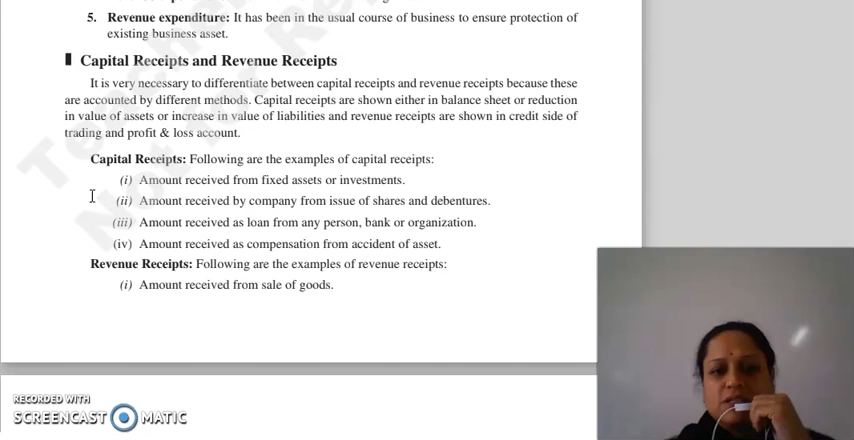 5. Revenue expenditure: It has been in the usual course of business to ensure protection of
existing business asset.
Capital Receipts and Revenue Receipts
It is very necessary to differentiate between capital receipts and revenue receipts because these
are accounted by different methods. Capital receipts are shown either in balance sheet or reduction
in value of assets or increase in value of liabilities and revenue receipts are shown in credit side of
trading and profit & loss account.
Capital Receipts: Following are the examples of capital receipts:
(i) Amount received from fixed assets or investments.
(ii) Amount received by company from issue of shares and debentures.
(iii) Amount received as loan from any person, bank or organization.
(iv) Amount received as compensation from accident of asset.
Revenue Receipts: Following are the examples of revenue receipts:
(i) Amount received from sale of goods.
RECORDED WITH
SCREENCAST MATIC